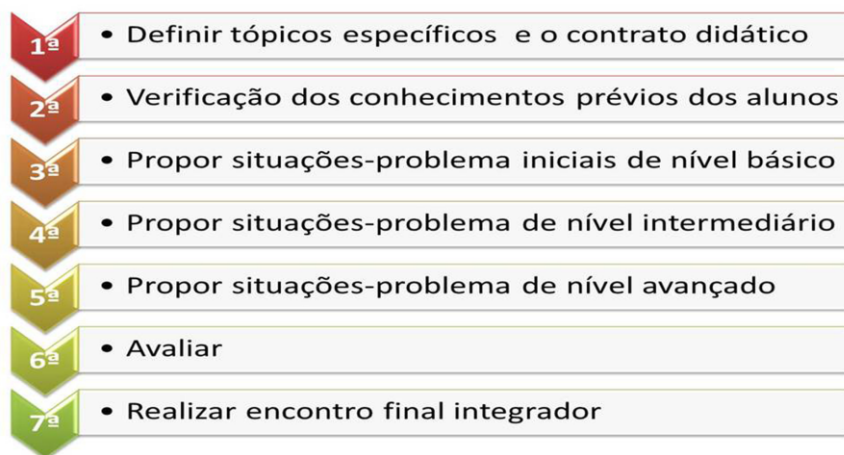 1ª • Definir tópicos específicos e o contrato didático
2ª • Verificação dos conhecimentos prévios dos alunos
3ª • Propor situações-problema iniciais de nível básico
4ª • Propor situações-problema de nível intermediário
5ª • Propor situações-problema de nível avançado
6ª • Avaliar
7ª • Realizar encontro final integrador